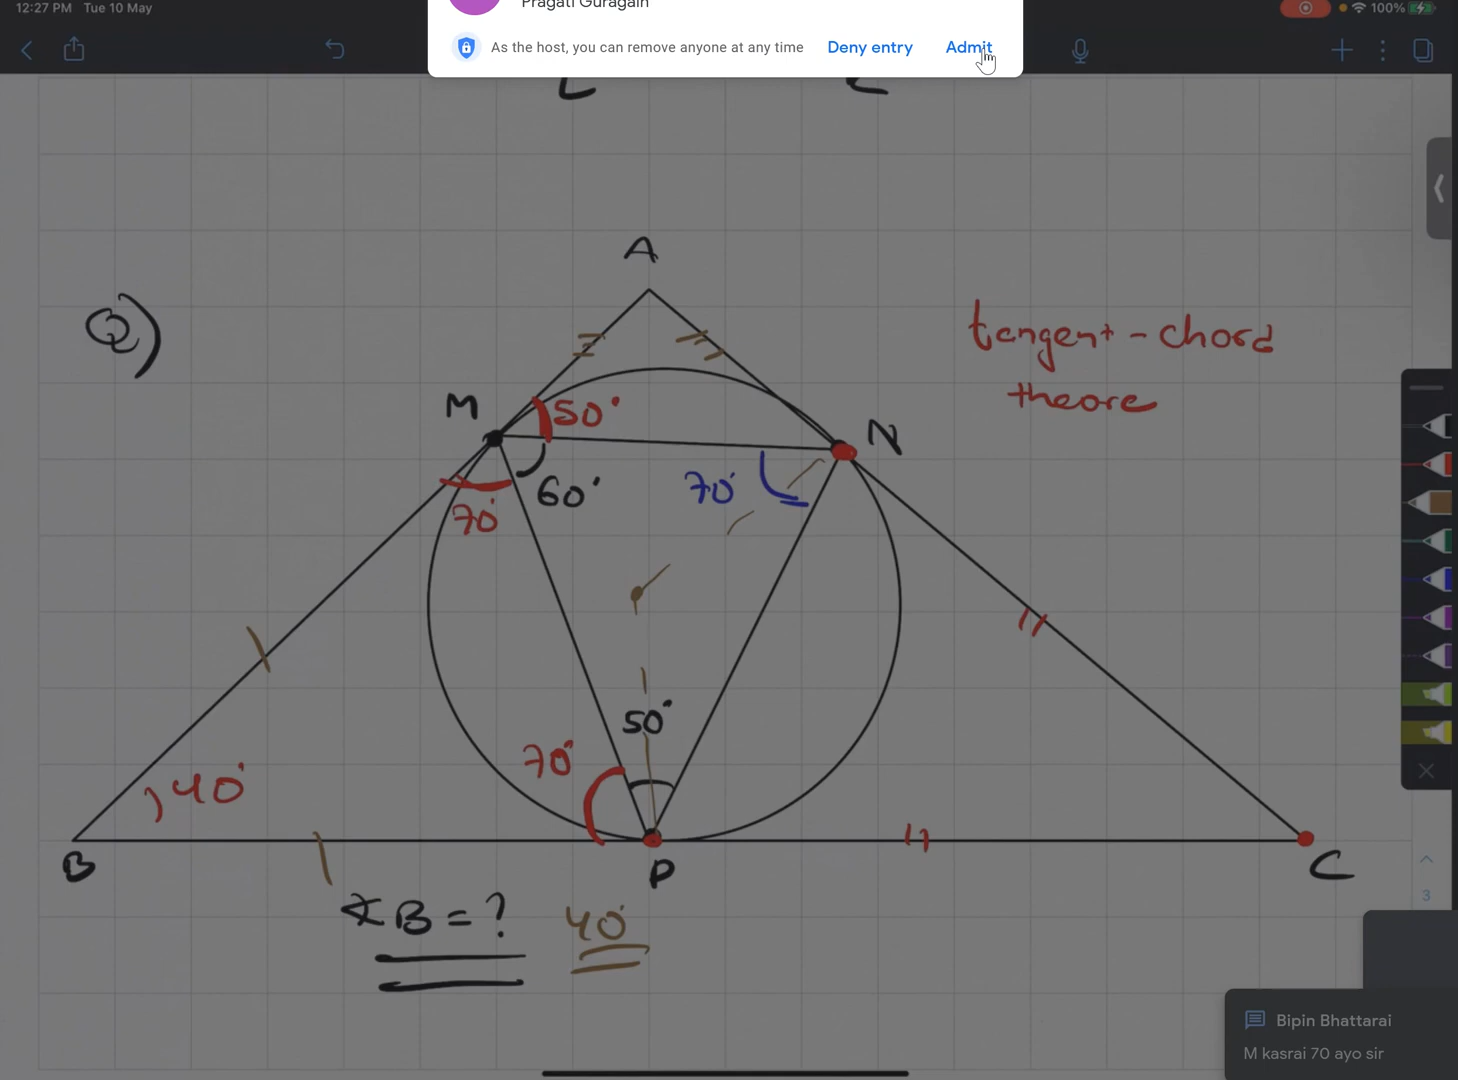 12:27 PM Tue 10 May
100%
Pragati Guragain
As the host, you can remove anyone at any time
Deny entry
Admit
A
Q)
tangent - chord
theore
M
50°
N
60°
70°
70°
50°
70°
40°
B
P
C
∡B = ?
40°
3
Bipin Bhattarai
M kasrai 70 ayo sir